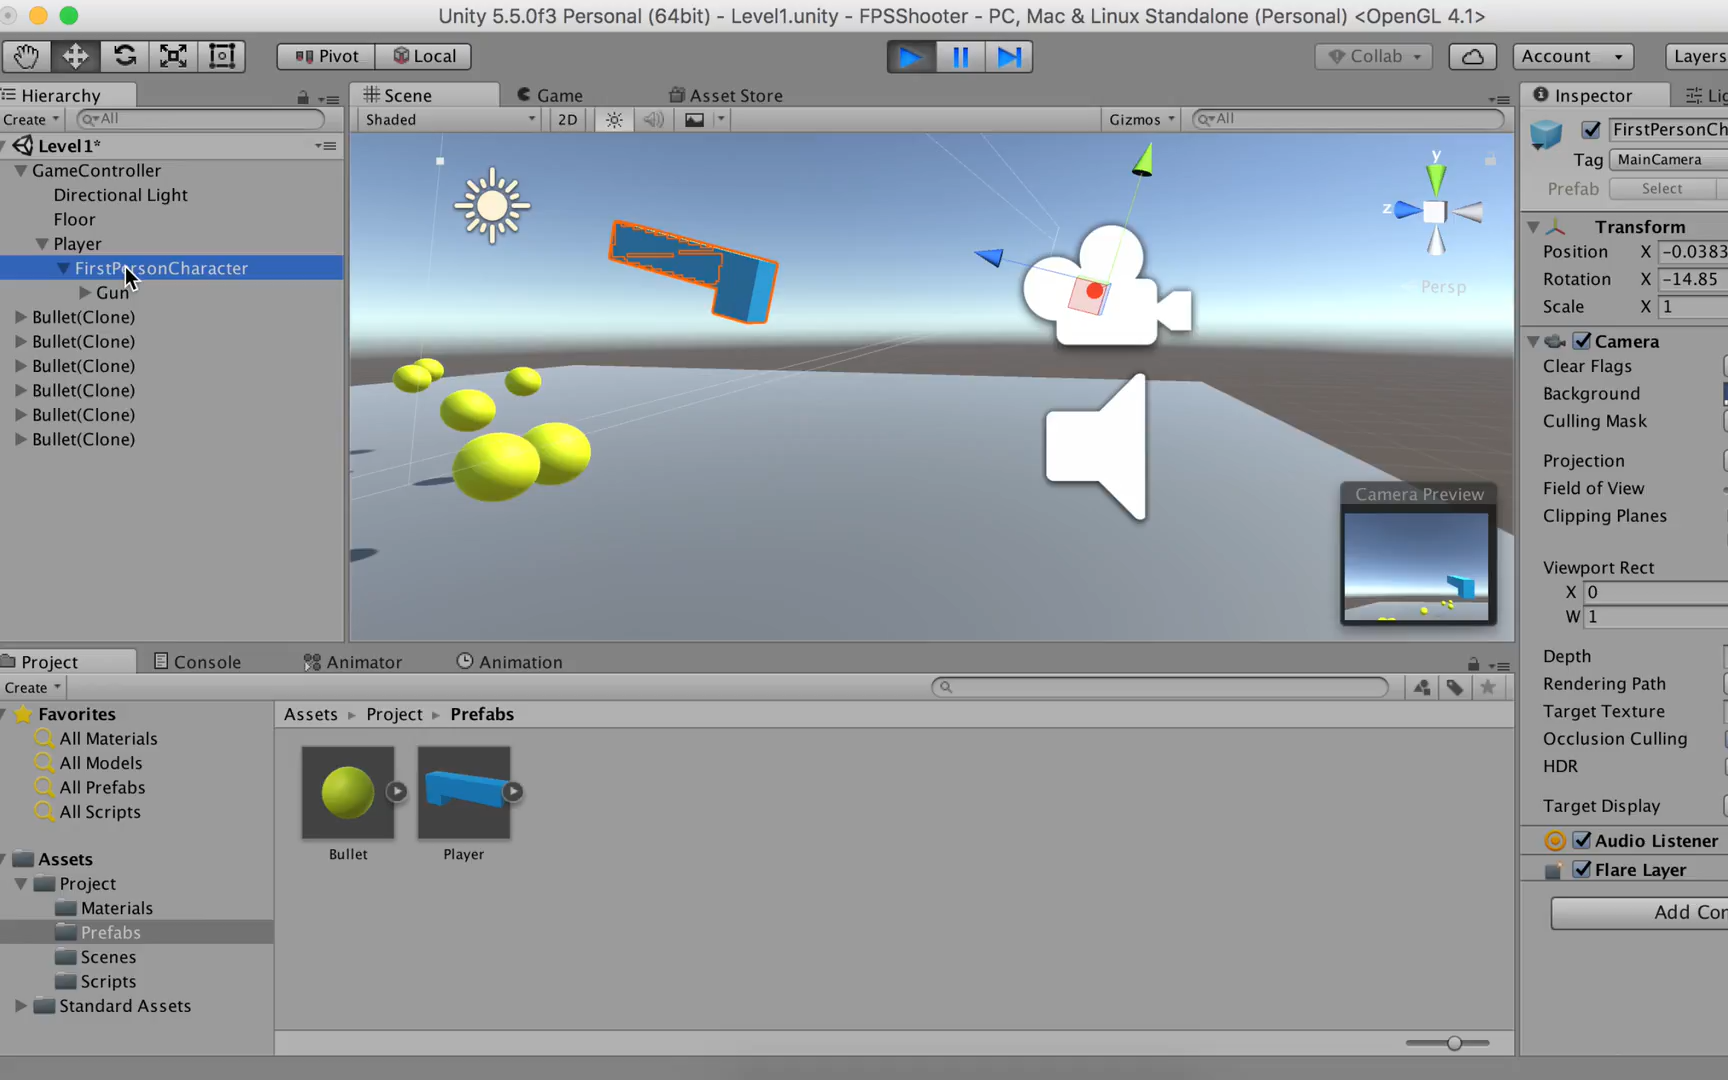 Unity 5.5.0f3 Personal (64bit) - Level1.unity - FPSShooter - PC, Mac & Linux Standalone (Personal) <OpenGL 4.1>
Pivot
Local
Collab
Account
Layers
Hierarchy
Create
All
Level1*
GameController
Directional Light
Floor
Player
FirstPersonCharacter
Gun
Bullet(Clone)
Bullet(Clone)
Bullet(Clone)
Bullet(Clone)
Bullet(Clone)
Bullet(Clone)
Scene
Game
Asset Store
Shaded
2D
Gizmos
All
y
z
Persp
Camera Preview
Inspector
Lig
FirstPersonCh
Tag MainCamera
Prefab Select
Transform
Position X -0.0383
Rotation X -14.85
Scale X 1
Camera
Clear Flags
Background
Culling Mask
Projection
Field of View
Clipping Planes
Viewport Rect
X 0
W 1
Depth
Rendering Path
Target Texture
Occlusion Culling
HDR
Target Display
Audio Listener
Flare Layer
Add Cor
Project
Console
Animator
Animation
Create
Favorites
All Materials
All Models
All Prefabs
All Scripts
Assets
Project
Materials
Prefabs
Scenes
Scripts
Standard Assets
Assets Project Prefabs
Bullet
Player